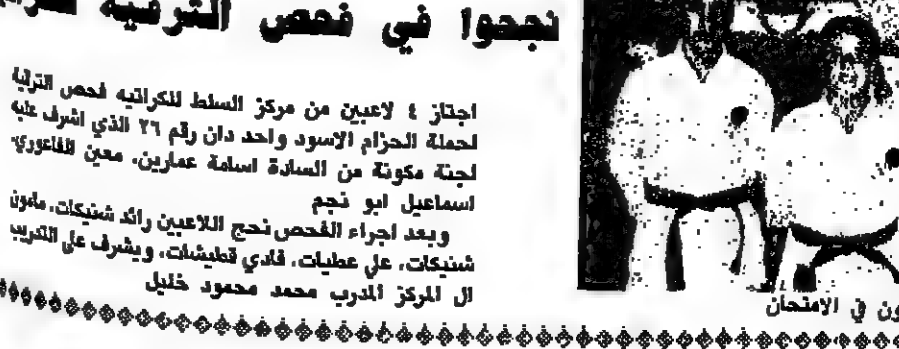 نجحوا في فحص الترقية
اجتاز ٤ لاعبين من مركز السلط للكراتيه فحص الترقية
لحملة الحزام الاسود واحد دان رقم ٢٦ الذي اشرف عليه
لجنة مكونة من السادة اسامة عمارين، معين الفاعوري،
اسماعيل ابو نجم
وبعد اجراء الفحص نجح اللاعبين رائد شنيكات، مامون
شنيكات، علي عطيات، فادي قطيشات، ويشرف على التدريب
ال المركز المدرب محمد محمود خليل
ون في الامتحان